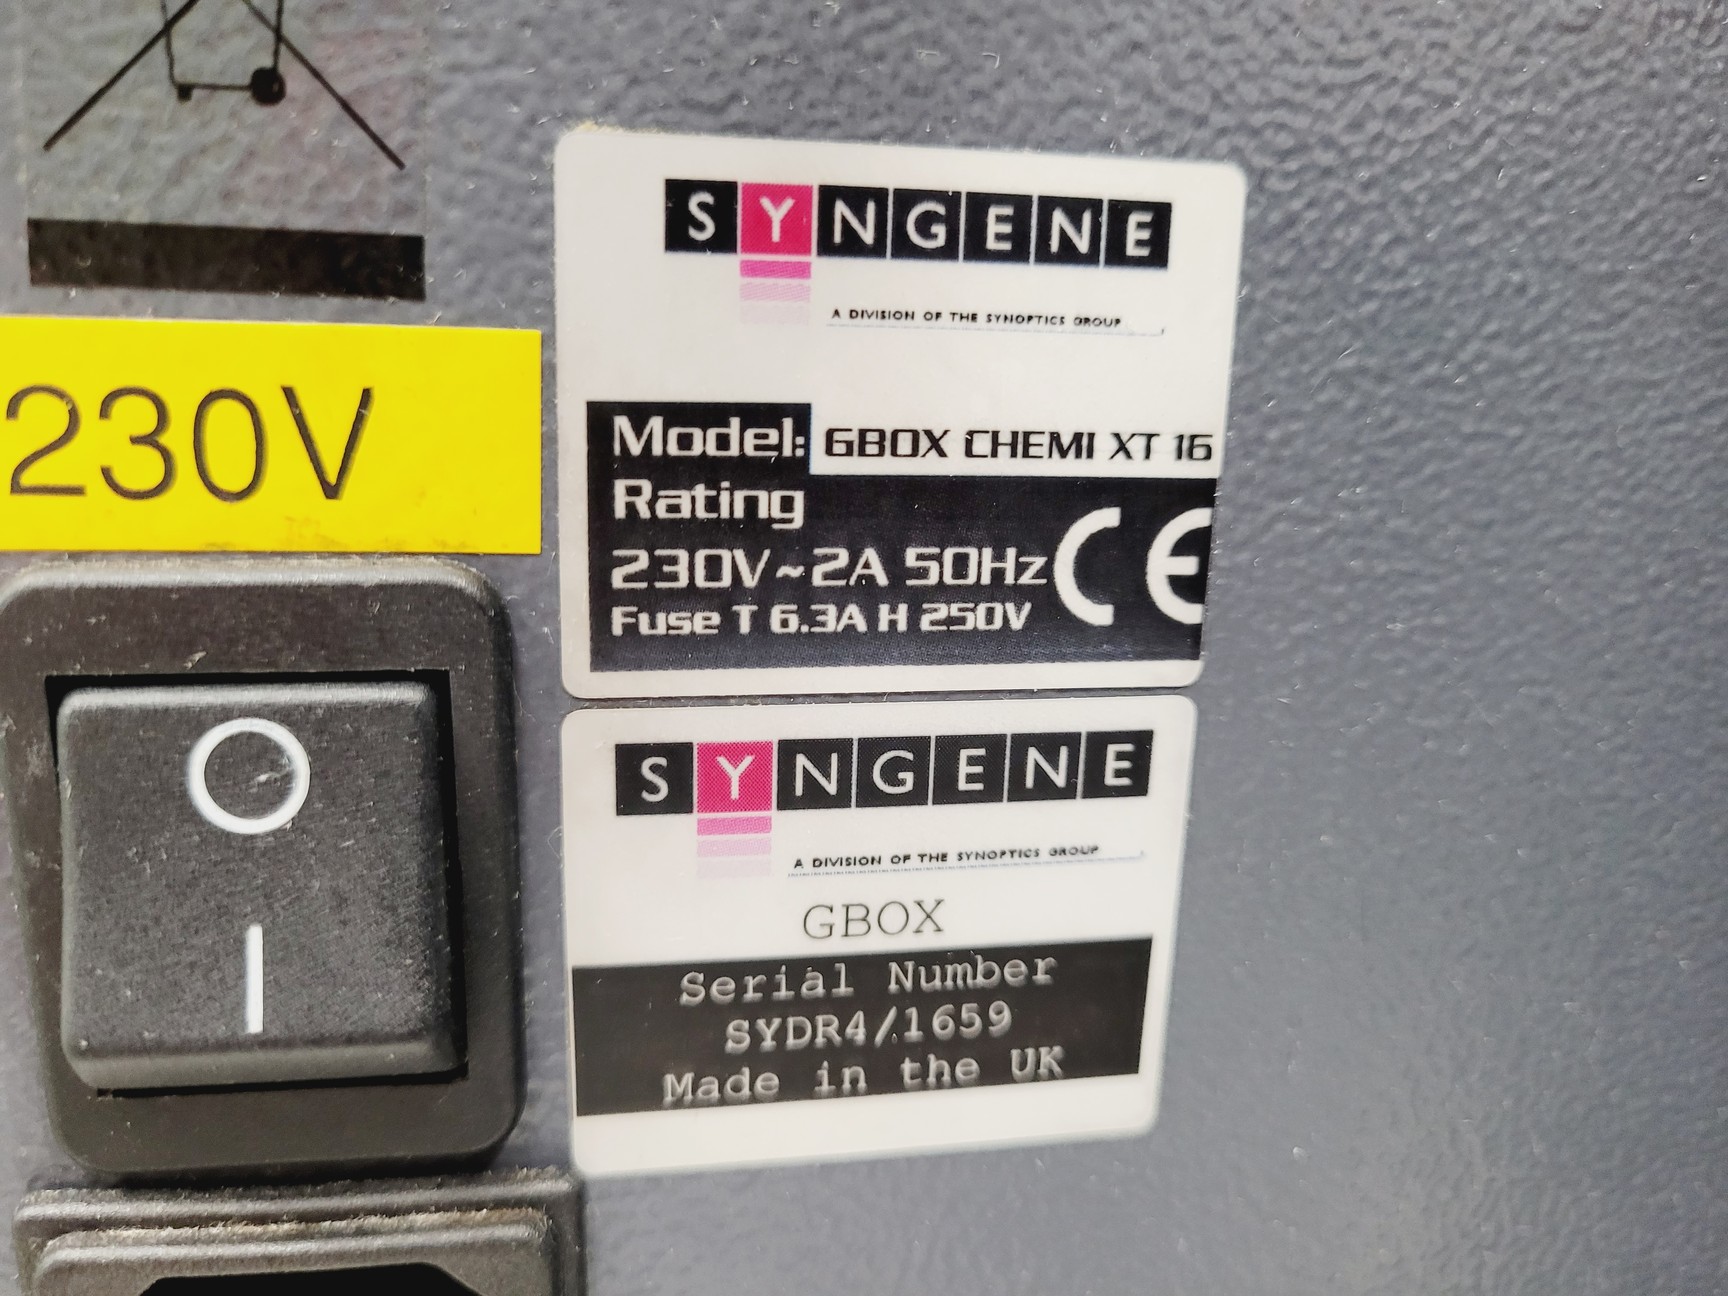 230V
SYNGENE
A DIVISION OF THE SYNOPTICS GROUP
Model: GBOX CHEMI XT 16
Rating
230V~2A 50Hz CE
Fuse T 6.3A H 250V
SYNGENE
A DIVISION OF THE SYNOPTICS GROUP
GBOX
Serial Number
SYDR4/1659
Made in the UK